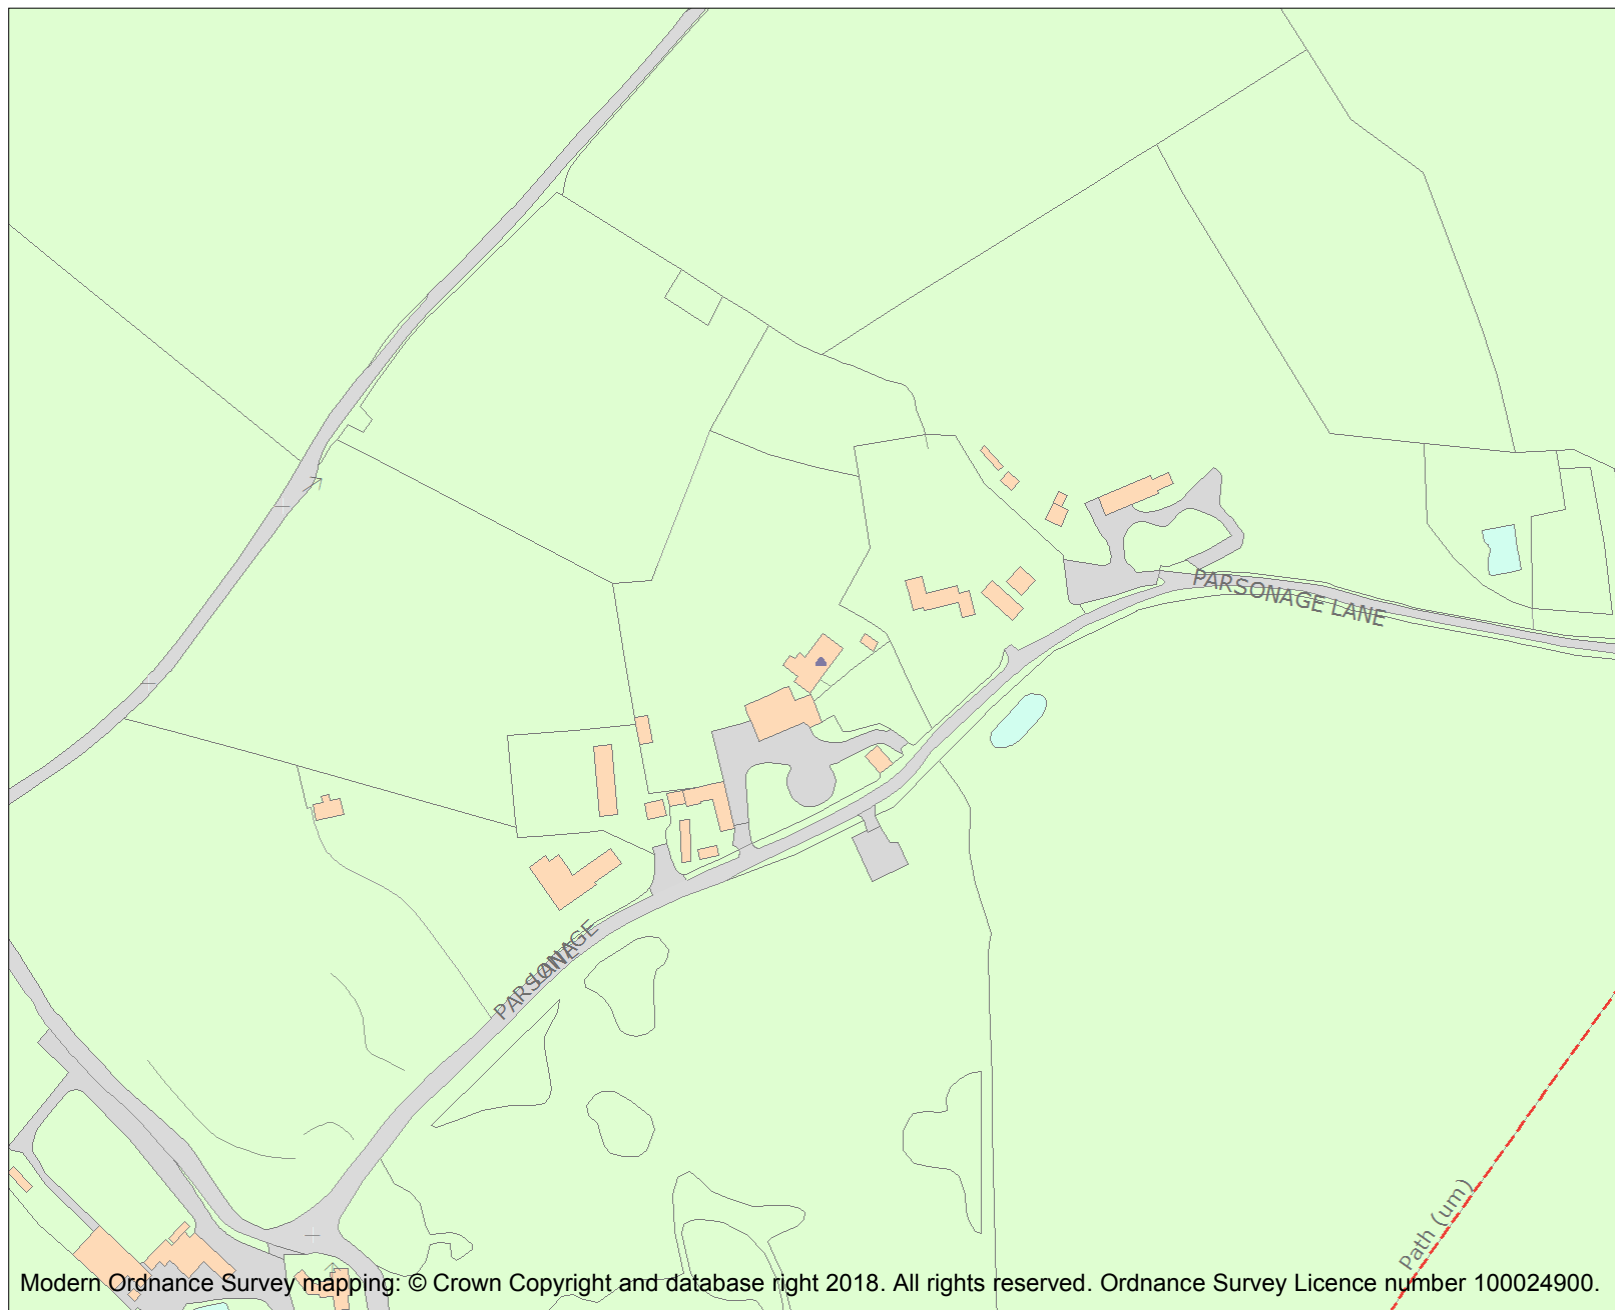 PARSONAGE LANE
PARSONAGE
LANE
Path (um)
Modern Ordnance Survey mapping: © Crown Copyright and database right 2018. All rights reserved. Ordnance Survey Licence number 100024900.